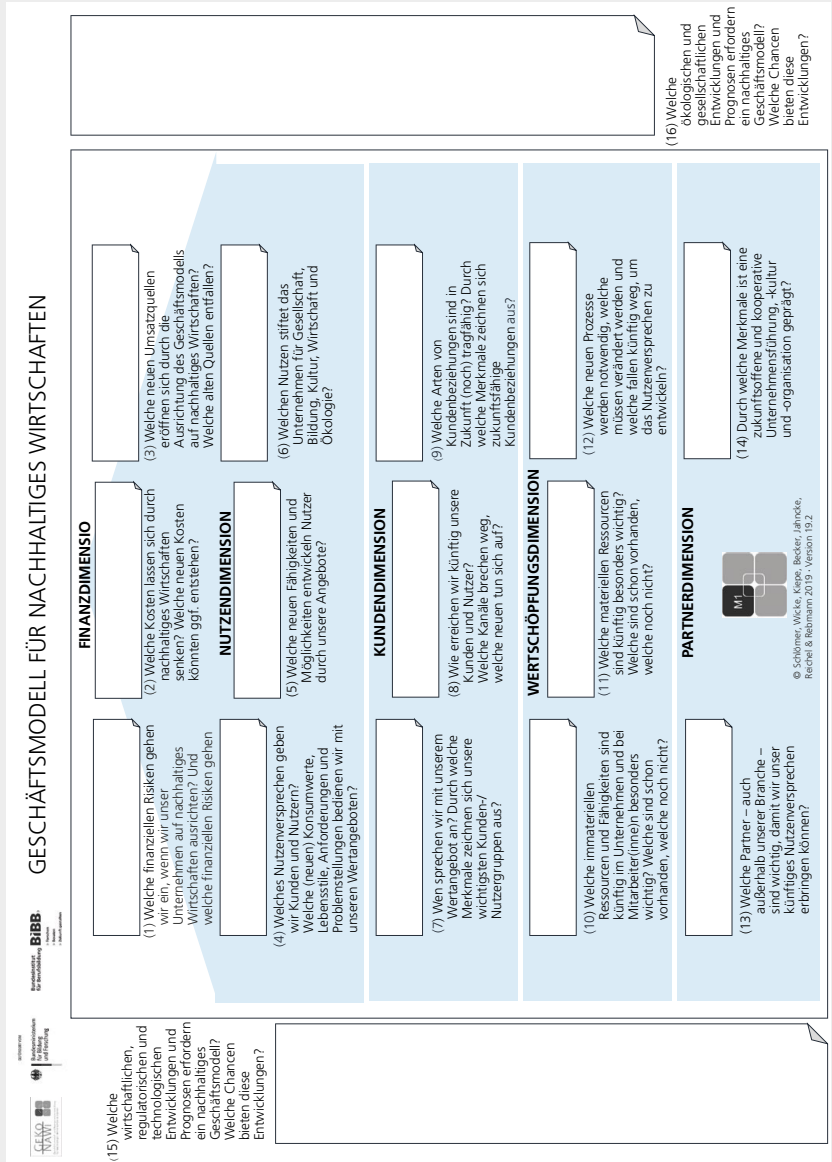 GEKO
NAWI
Bundesministerium
für Bildung
und Forschung
Bundesinstitut
für Berufsbildung
BiBB.
GESCHÄFTSMODELL FÜR NACHHALTIGES WIRTSCHAFTEN
(15) Welche
wirtschaftlichen,
regulatorischen und
technologischen
Entwicklungen und
Prognosen erfordern
ein nachhaltiges
Geschäftsmodell?
Welche Chancen
bieten diese
Entwicklungen?
FINANZDIMENSIO
(1) Welche finanziellen Risiken gehen
wir ein, wenn wir unser
Unternehmen auf nachhaltiges
Wirtschaften ausrichten? Und
welche finanziellen Risiken gehen
(2) Welche Kosten lassen sich durch
nachhaltiges Wirtschaften
senken? Welche neuen Kosten
könnten ggf. entstehen?
(3) Welche neuen Umsatzquellen
eröffnen sich durch die
Ausrichtung des Geschäftsmodells
auf nachhaltiges Wirtschaften?
Welche alten Quellen entfallen?
NUTZENDIMENSION
(4) Welches Nutzenversprechen geben
wir Kunden und Nutzern?
Welche (neuen) Konsumwerte,
Lebensstile, Anforderungen und
Problemstellungen bedienen wir mit
unseren Wertangeboten?
(5) Welche neuen Fähigkeiten und
Möglichkeiten entwickeln Nutzer
durch unsere Angebote?
(6) Welchen Nutzen stiftet das
Unternehmen für Gesellschaft,
Bildung, Kultur, Wirtschaft und
Ökologie?
KUNDENDIMENSION
(7) Wen sprechen wir mit unserem
Wertangebot an? Durch welche
Merkmale zeichnen sich unsere
wichtigsten Kunden-/
Nutzergruppen aus?
(8) Wie erreichen wir künftig unsere
Kunden und Nutzer?
Welche Kanäle brechen weg,
welche neuen tun sich auf?
(9) Welche Arten von
Kundenbeziehungen sind in
Zukunft (noch) tragfähig? Durch
welche Merkmale zeichnen sich
zukunftsfähige
Kundenbeziehungen aus?
WERTSCHÖPFUNGSDIMENSION
(10) Welche immateriellen
Ressourcen und Fähigkeiten sind
künftig im Unternehmen und bei
Mitarbeiter(inne)n besonders
wichtig? Welche sind schon
vorhanden, welche noch nicht?
(11) Welche materiellen Ressourcen
sind künftig besonders wichtig?
Welche sind schon vorhanden,
welche noch nicht?
(12) Welche neuen Prozesse
werden notwendig, welche
müssen verändert werden und
welche fallen künftig weg, um
das Nutzenversprechen zu
entwickeln?
PARTNERDIMENSION
(13) Welche Partner – auch
außerhalb unserer Branche –
sind wichtig, damit wir unser
künftiges Nutzenversprechen
erbringen können?
M1
© Schlömer, Wicke, Kiepe, Becker, Jahncke,
Reichel & Rebmann 2019 · Version 19.2
(14) Durch welche Merkmale ist eine
zukunftsoffene und kooperative
Unternehmensführung, -kultur
und -organisation geprägt?
(16) Welche
ökologischen und
gesellschaftlichen
Entwicklungen und
Prognosen erfordern
ein nachhaltiges
Geschäftsmodell?
Welche Chancen
bieten diese
Entwicklungen?